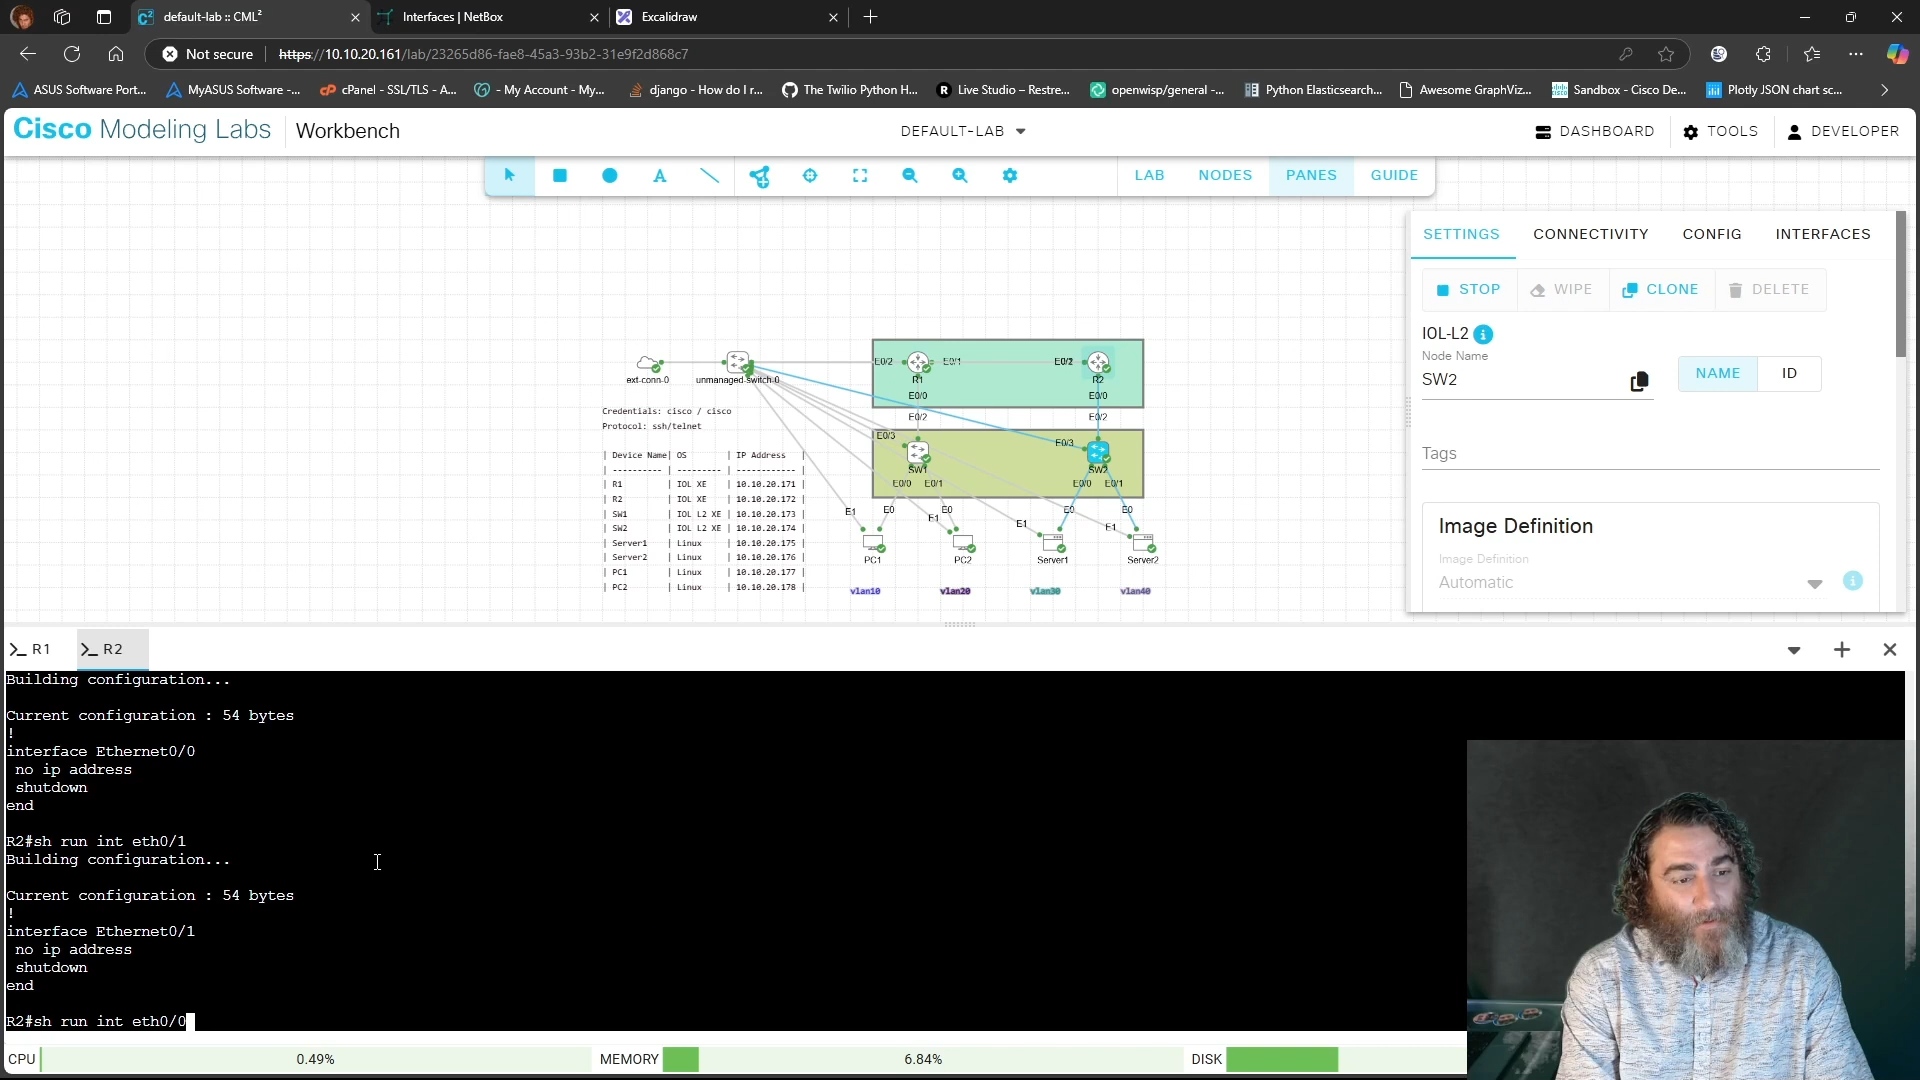 default-lab :: CML²
Interfaces | NetBox
Excalidraw
Not secure
https://10.10.20.161/lab/23265d86-fae8-45a3-93b2-31e9f2d868c7
ASUS Software Port...
MyASUS Software -...
cPanel - SSL/TLS - A...
- My Account - My...
django - How do I r...
The Twilio Python H...
Live Studio – Restre...
openwisp/general -...
Python Elasticsearch...
Awesome GraphViz...
Sandbox - Cisco De...
Plotly JSON chart sc...
Cisco Modeling Labs
Workbench
DEFAULT-LAB
DASHBOARD
TOOLS
DEVELOPER
A
LAB
NODES
PANES
GUIDE
SETTINGS
CONNECTIVITY
CONFIG
INTERFACES
STOP
WIPE
CLONE
DELETE
IOL-L2
Node Name
SW2
NAME
ID
Tags
Image Definition
Image Definition
Automatic
ext-conn-0
unmanaged-switch-0
E0/2
E0/1
R1
E0/0
R2
E0/0
E0/2
E0/2
E0/3
E0/3
SW1
SW2
E0/0 E0/1
E0/0 E0/1
E1
E0
E0
E1
E1
E0
E1
E0
PC1
PC2
Server1
Server2
vlan10
vlan20
vlan30
vlan40
Credentials: cisco / cisco
Protocol: ssh/telnet
| Device Name| OS | IP Address |
| ---------- | --------- | ------------ |
| R1 | IOL XE | 10.10.20.171 |
| R2 | IOL XE | 10.10.20.172 |
| SW1 | IOL L2 XE | 10.10.20.173 |
| SW2 | IOL L2 XE | 10.10.20.174 |
| Server1 | Linux | 10.10.20.175 |
| Server2 | Linux | 10.10.20.176 |
| PC1 | Linux | 10.10.20.177 |
| PC2 | Linux | 10.10.20.178 |
R1
R2
Building configuration...
Current configuration : 54 bytes
!
interface Ethernet0/0
no ip address
shutdown
end
R2#sh run int eth0/1
Building configuration...
Current configuration : 54 bytes
!
interface Ethernet0/1
no ip address
shutdown
end
R2#sh run int eth0/0
CPU
0.49%
MEMORY
6.84%
DISK